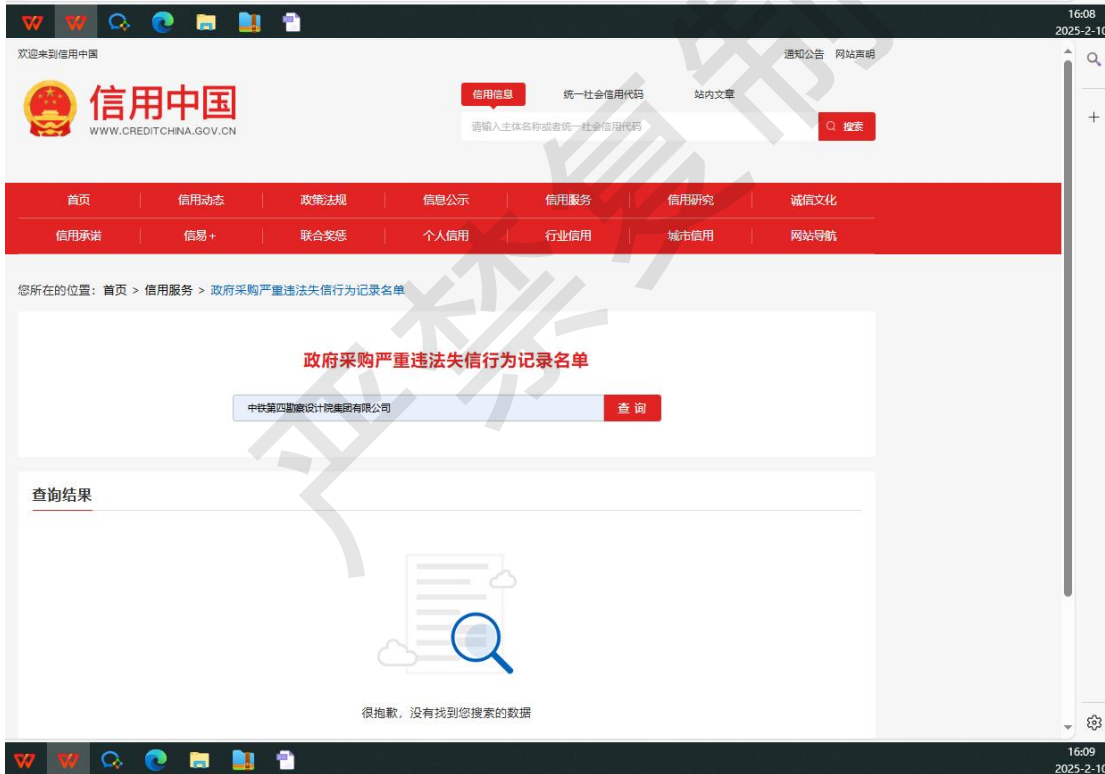 16:08
2025-2-10
欢迎来到信用中国
通知公告 网站声明
信用中国
WWW.CREDITCHINA.GOV.CN
信用信息 统一社会信用代码 站内文章
请输入主体名称或者统一社会信用代码
搜索
首页 信用动态 政策法规 信息公示 信用服务 信用研究 诚信文化
信用承诺 信易+ 联合奖惩 个人信用 行业信用 城市信用 网站导航
您所在的位置：首页 > 信用服务 > 政府采购严重违法失信行为记录名单
政府采购严重违法失信行为记录名单
中铁第四勘察设计院集团有限公司
查询
查询结果
很抱歉，没有找到您搜索的数据
严禁复制
16:09
2025-2-10